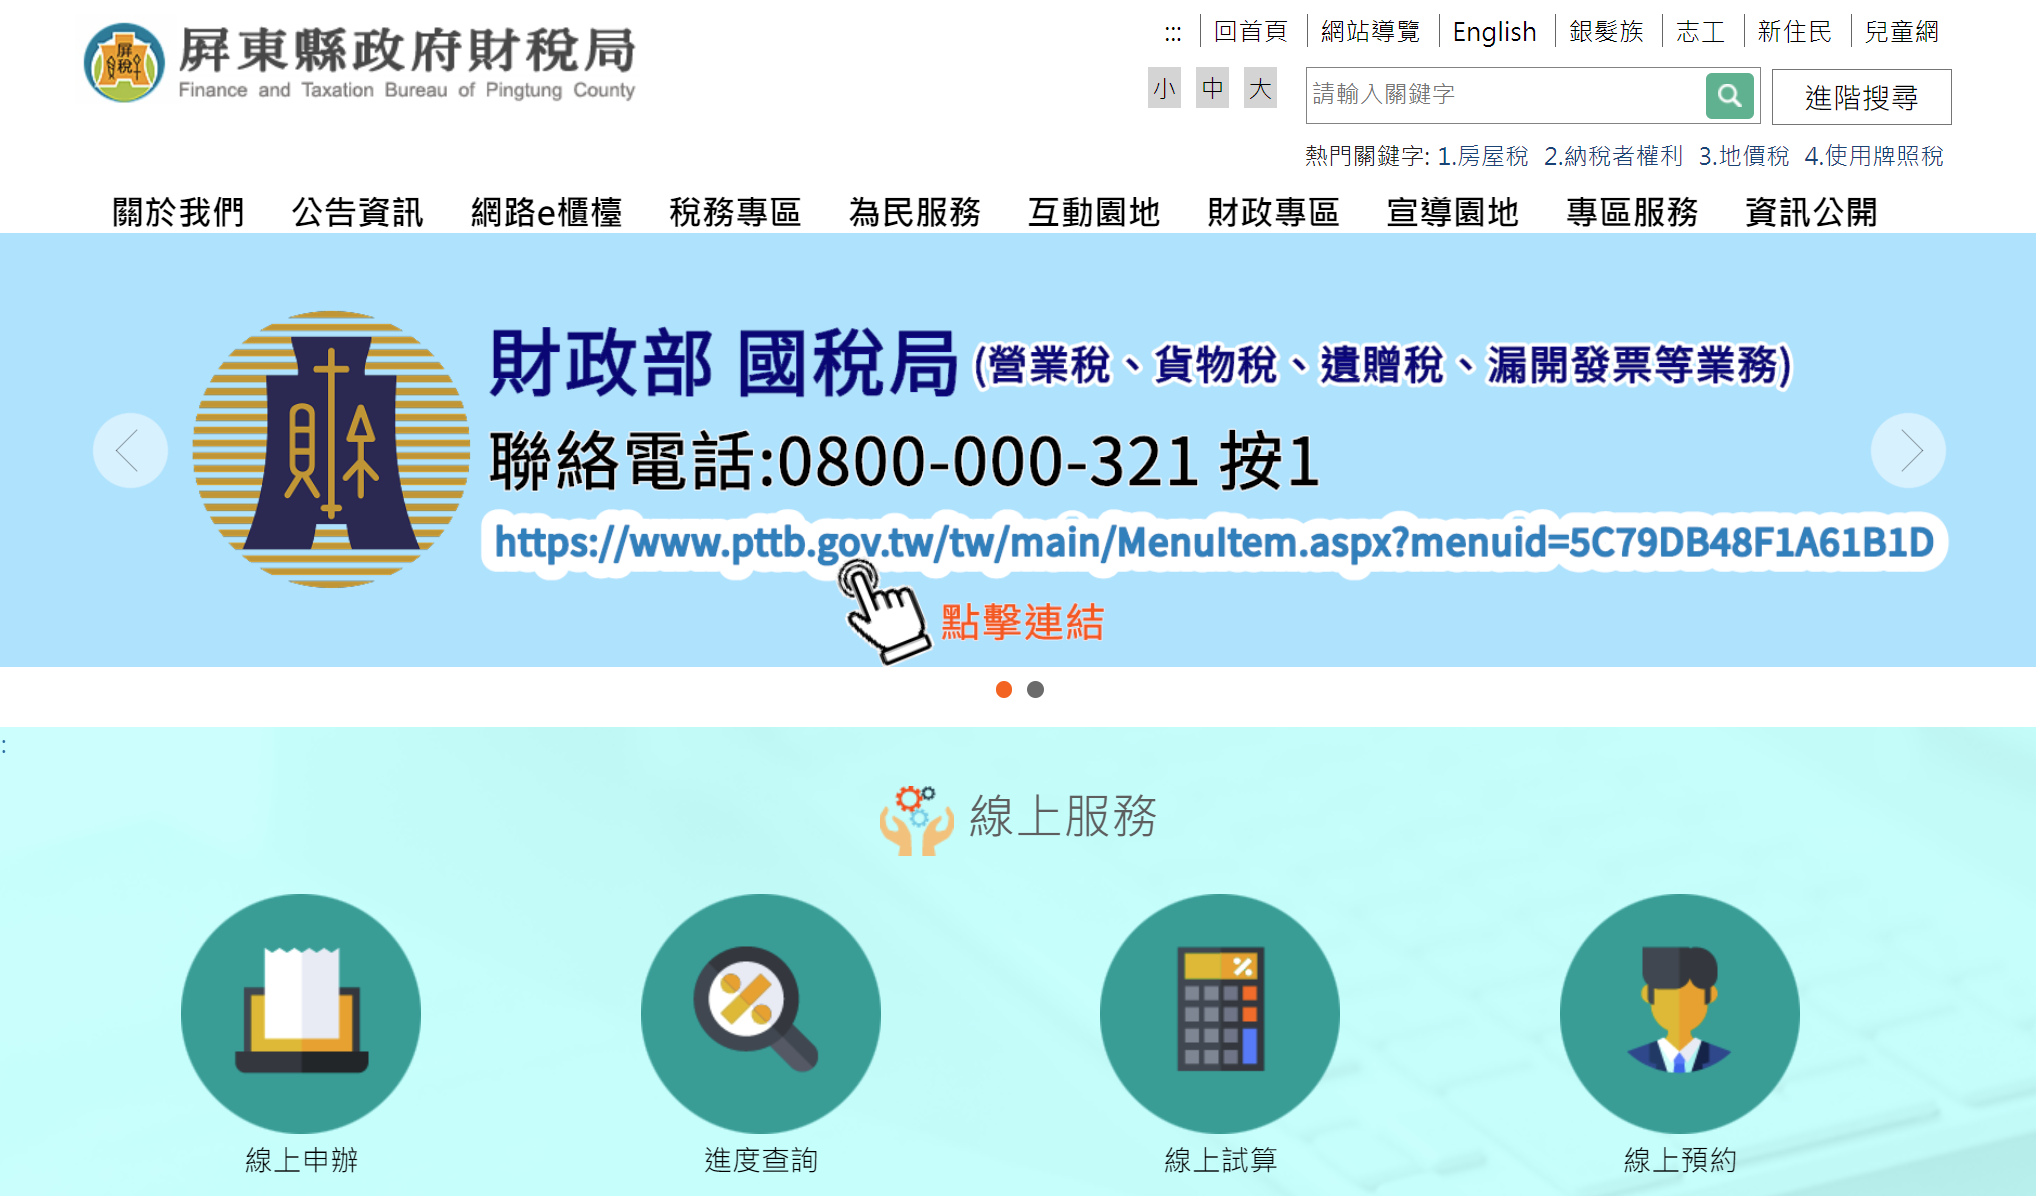 屏東縣政府財稅局
Finance and Taxation Bureau of Pingtung County
屏
稅
::: 回首頁 網站導覽 English 銀髮族 志工 新住民 兒童網
小 中 大 請輸入關鍵字 進階搜尋
熱門關鍵字: 1.房屋稅 2.納稅者權利 3.地價稅 4.使用牌照稅
關於我們 公告資訊 網路e櫃檯 稅務專區 為民服務 互動園地 財政專區 宣導園地 專區服務 資訊公開
財政部 國稅局 (營業稅、貨物稅、遺贈稅、漏開發票等業務)
聯絡電話:0800-000-321 按1
https://www.pttb.gov.tw/tw/main/MenuItem.aspx?menuid=5C79DB48F1A61B1D
點擊連結
:
線上服務
線上申辦 進度查詢 線上試算 線上預約